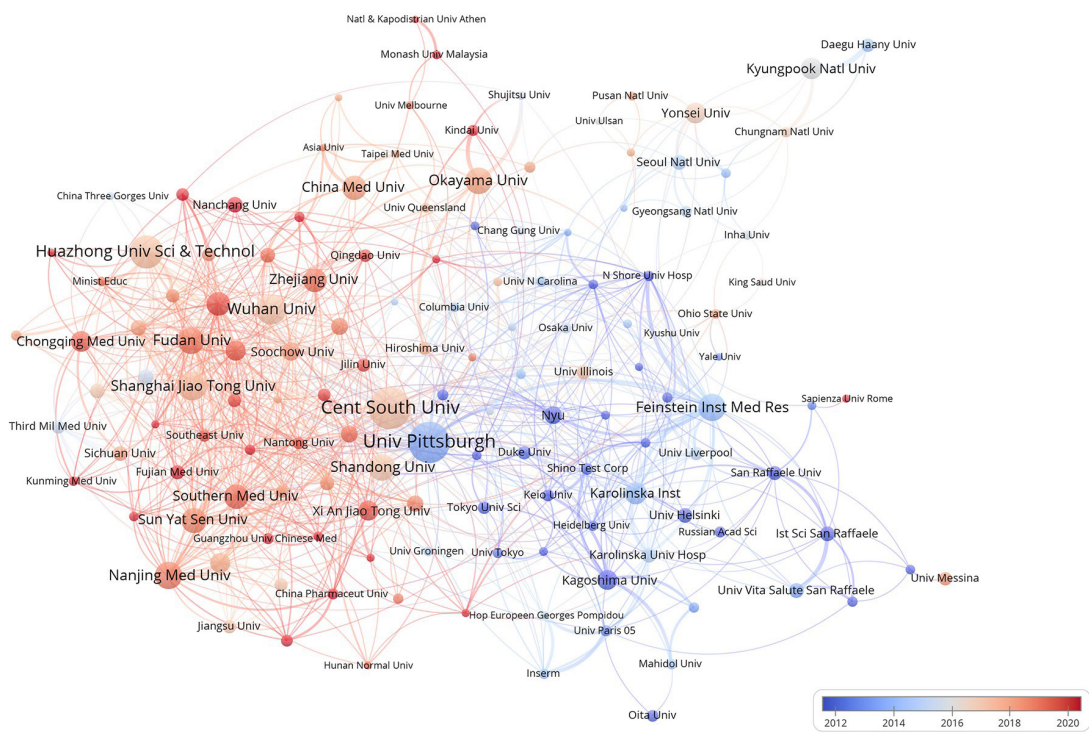 Natl & Kapodistrian Univ Athen
Daegu Haany Univ
Monash Univ Malaysia
Kyungpook Natl Univ
Shujitsu Univ
Pusan Natl Univ
Univ Melbourne
Yonsei Univ
Univ Ulsan
Kindai Univ
Chungnam Natl Univ
Asia Univ
Taipei Med Univ
Seoul Natl Univ
Okayama Univ
China Med Univ
China Three Gorges Univ
Nanchang Univ
Univ Queensland
Gyeongsang Natl Univ
Chang Gung Univ
Inha Univ
Huazhong Univ Sci & Technol
Qingdao Univ
N Shore Univ Hosp
Zhejiang Univ
Minist Educ
Univ N Carolina
King Saud Univ
Wuhan Univ
Columbia Univ
Ohio State Univ
Osaka Univ
Kyushu Univ
Chongqing Med Univ
Fudan Univ
Soochow Univ
Hiroshima Univ
Yale Univ
Jilin Univ
Univ Illinois
Shanghai Jiao Tong Univ
Sapienza Univ Rome
Cent South Univ
Feinstein Inst Med Res
Nyu
Third Mil Med Univ
Southeast Univ
Nantong Univ
Univ Pittsburgh
Sichuan Univ
Duke Univ
Univ Liverpool
Shandong Univ
Shino Test Corp
Fujian Med Univ
San Raffaele Univ
Kunming Med Univ
Southern Med Univ
Keio Univ
Karolinska Inst
Xi An Jiao Tong Univ
Tokyo Univ Sci
Sun Yat Sen Univ
Univ Helsinki
Heidelberg Univ
Russian Acad Sci
Ist Sci San Raffaele
Guangzhou Univ Chinese Med
Univ Groningen
Univ Tokyo
Karolinska Univ Hosp
Nanjing Med Univ
Kagoshima Univ
Univ Messina
China Pharmaceut Univ
Univ Vita Salute San Raffaele
Hop Europeen Georges Pompidou
Jiangsu Univ
Univ Paris 05
Hunan Normal Univ
Mahidol Univ
Inserm
Oita Univ
2012 2014 2016 2018 2020